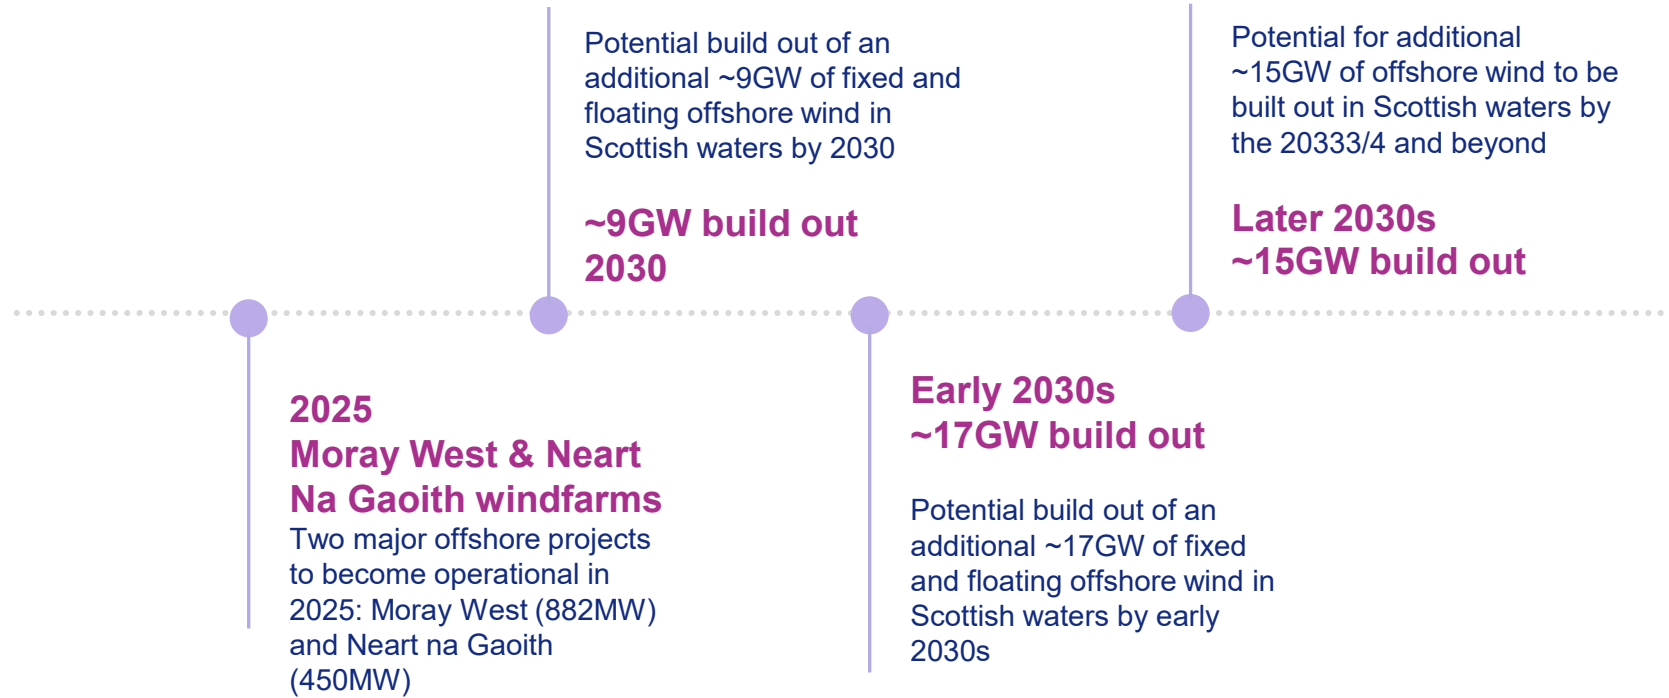 2025
Moray West & Neart
Na Gaoith windfarms
Two major offshore projects
to become operational in
2025: Moray West (882MW)
and Neart na Gaoith
(450MW)
Potential build out of an
additional ~9GW of fixed and
floating offshore wind in
Scottish waters by 2030
~9GW build out
2030
Early 2030s
~17GW build out
Potential build out of an
additional ~17GW of fixed
and floating offshore wind in
Scottish waters by early
2030s
Potential for additional
~15GW of offshore wind to be
built out in Scottish waters by
the 20333/4 and beyond
Later 2030s
~15GW build out